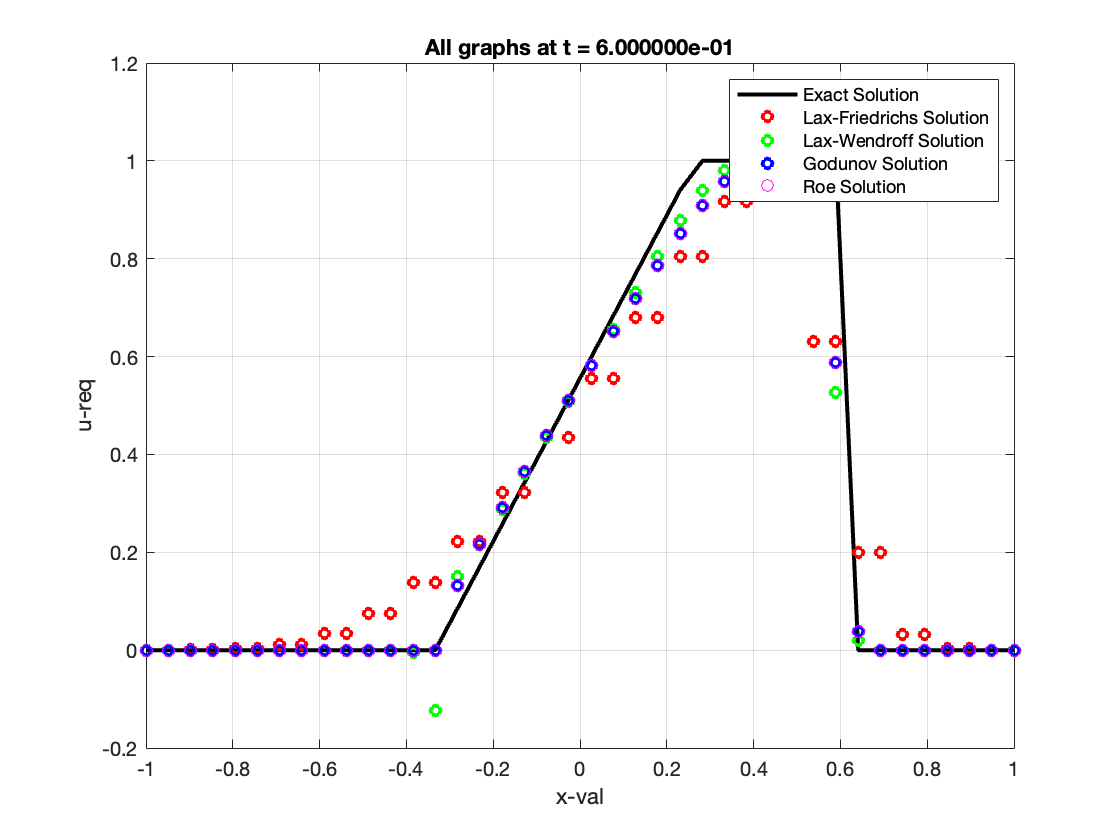 All graphs at t = 6.000000e-01
1.2
1
0.8
0.6
0.4
0.2
0
-0.2
u-req
Exact Solution
Lax-Friedrichs Solution
Lax-Wendroff Solution
Godunov Solution
Roe Solution
-1 -0.8 -0.6 -0.4 -0.2 0 0.2 0.4 0.6 0.8 1
x-val